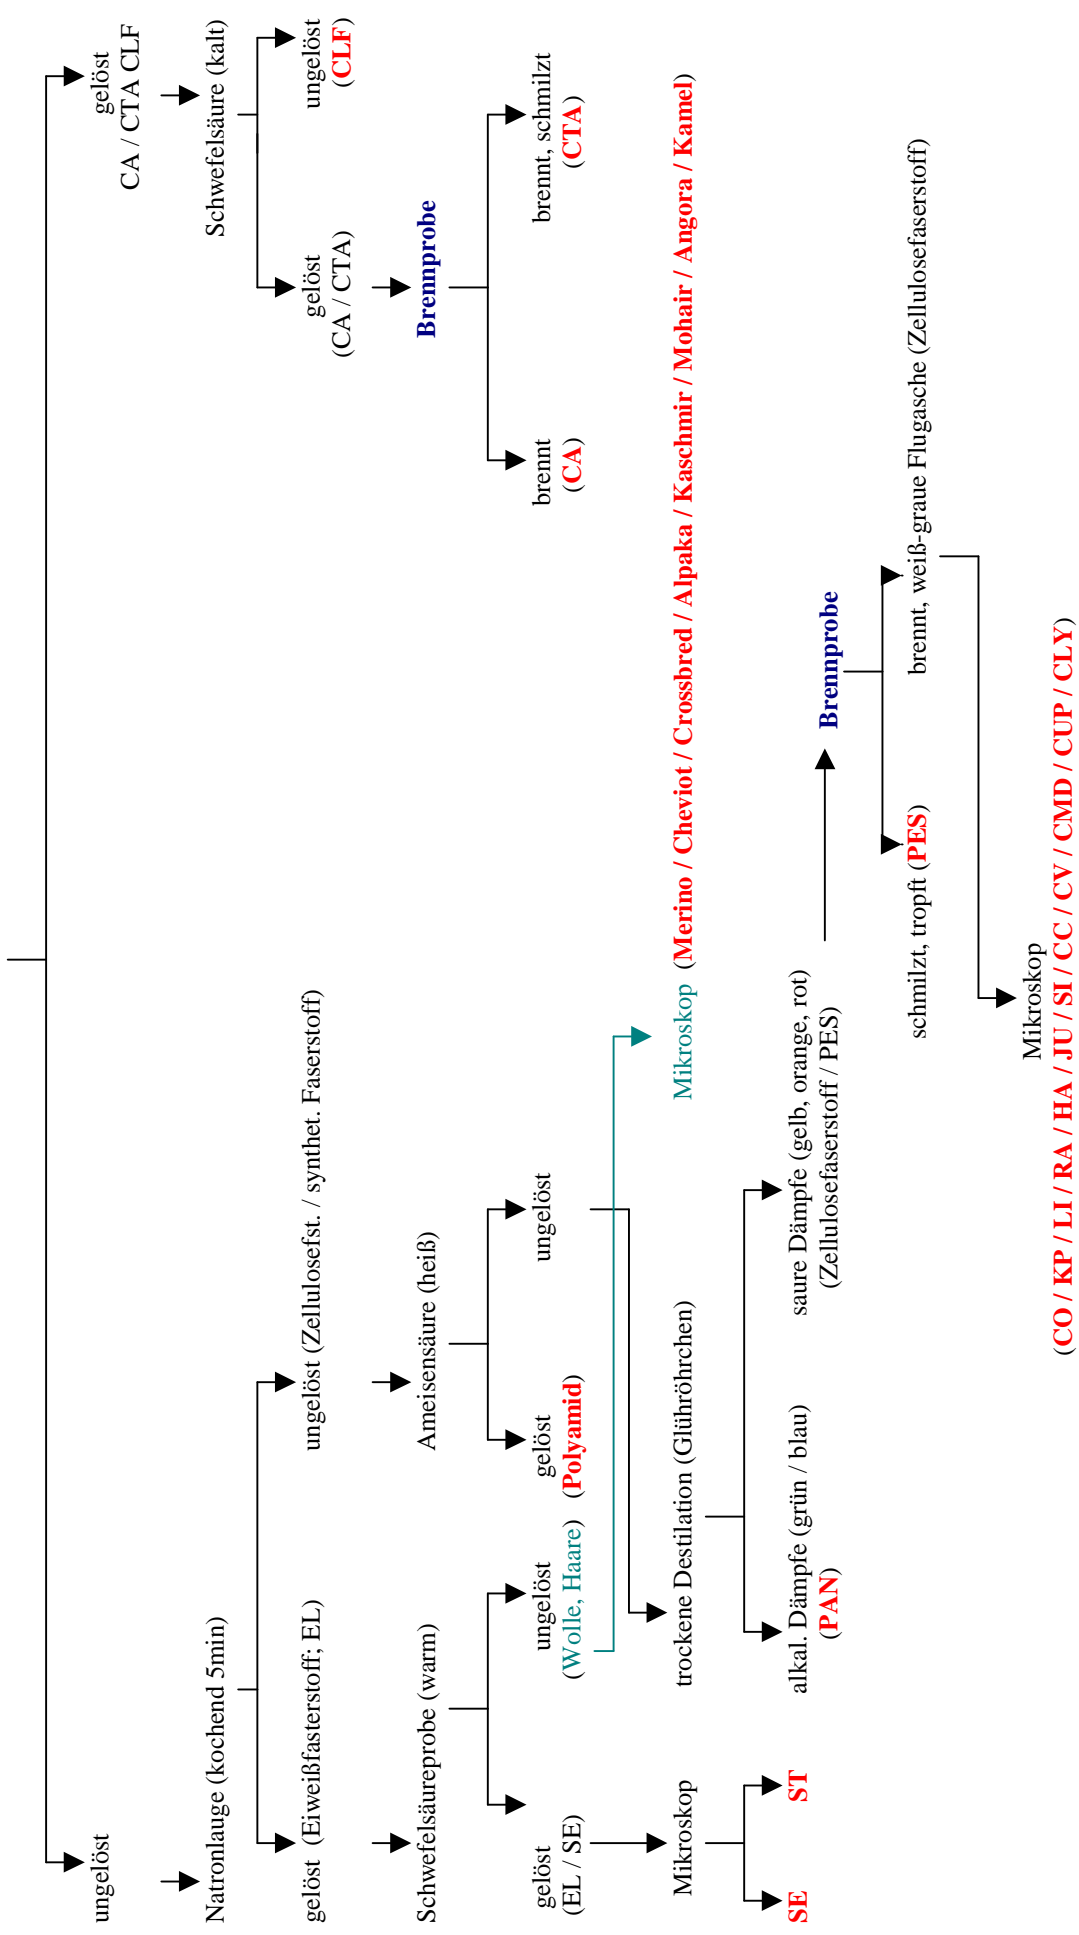 ungelöst
gelöst
CA / CTA CLF
Natronlauge (kochend 5min)
Schwefelsäure (kalt)
gelöst (Eiweißfasterstoff; EL)
ungelöst (Zellulosefst. / synthet. Faserstoff)
gelöst
(CA / CTA)
ungelöst
(CLF)
Schwefelsäureprobe (warm)
Ameisensäure (heiß)
Brennprobe
gelöst
(EL / SE)
ungelöst
(Wolle, Haare)
gelöst
(Polyamid)
ungelöst
brennt
(CA)
brennt, schmilzt
(CTA)
Mikroskop
trockene Destilation (Glühröhrchen)
Mikroskop (Merino / Cheviot / Crossbred / Alpaka / Kaschmir / Mohair / Angora / Kamel)
SE
ST
alkal. Dämpfe (grün / blau)
(PAN)
saure Dämpfe (gelb, orange, rot)
(Zellulosefaserstoff / PES)
Brennprobe
schmilzt, tropft (PES)
brennt, weiß-graue Flugasche (Zellulosefaserstoff)
Mikroskop
(CO / KP / LI / RA / HA / JU / SI / CC / CV / CMD / CUP / CLY)